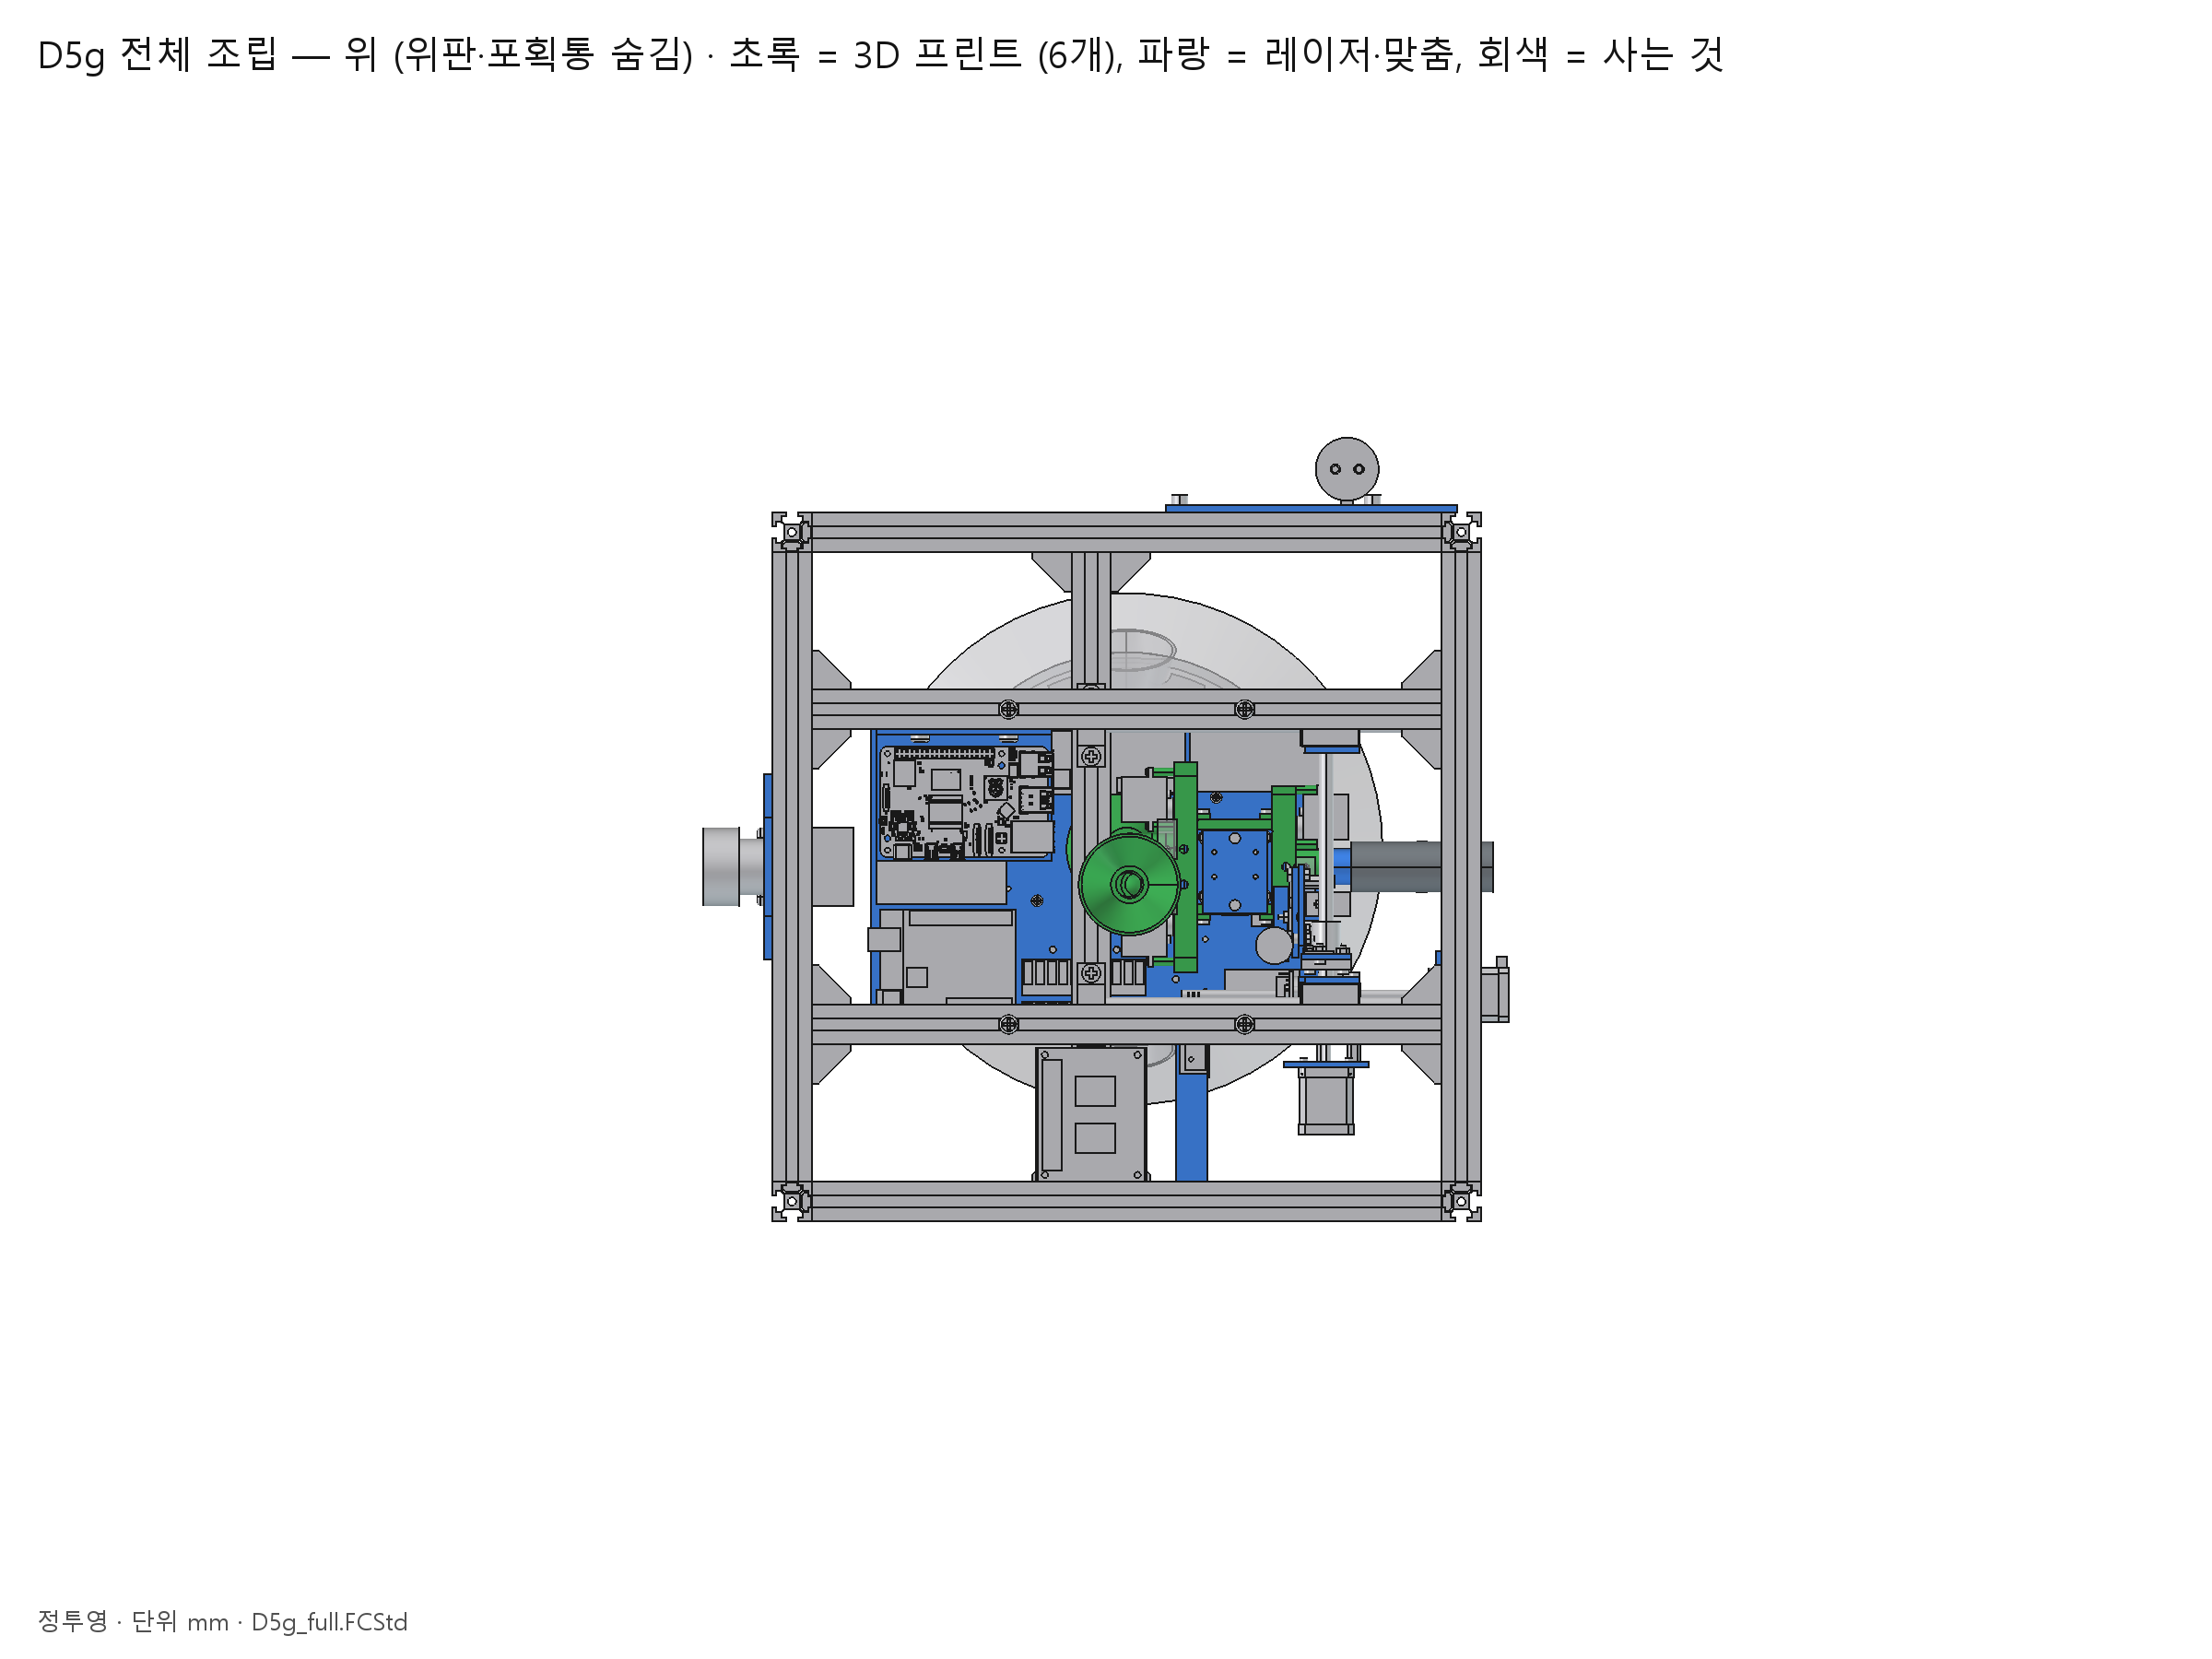 D5g 전체 조립 — 위 (위판·포획통 숨김) · 초록 = 3D 프린트 (6개), 파랑 = 레이저·맞춤, 회색 = 사는 것
정투영 · 단위 mm · D5g_full.FCStd